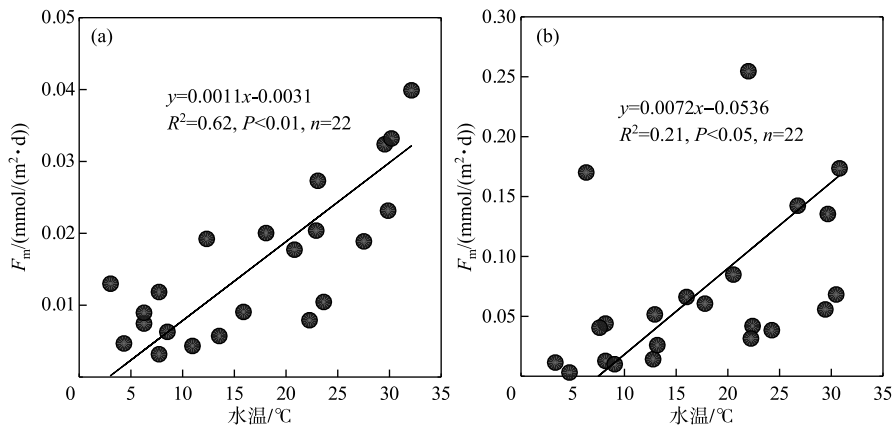 (a)
y=0.0011x-0.0031
R²=0.62, P<0.01, n=22
Fm/(mmol/(m²•d))
0.05
0.04
0.03
0.02
0.01
0 5 10 15 20 25 30 35
水温/℃
(b)
y=0.0072x−0.0536
R²=0.21, P<0.05, n=22
Fm/(mmol/(m²•d))
0.30
0.25
0.20
0.15
0.10
0.05
0 5 10 15 20 25 30 35
水温/℃